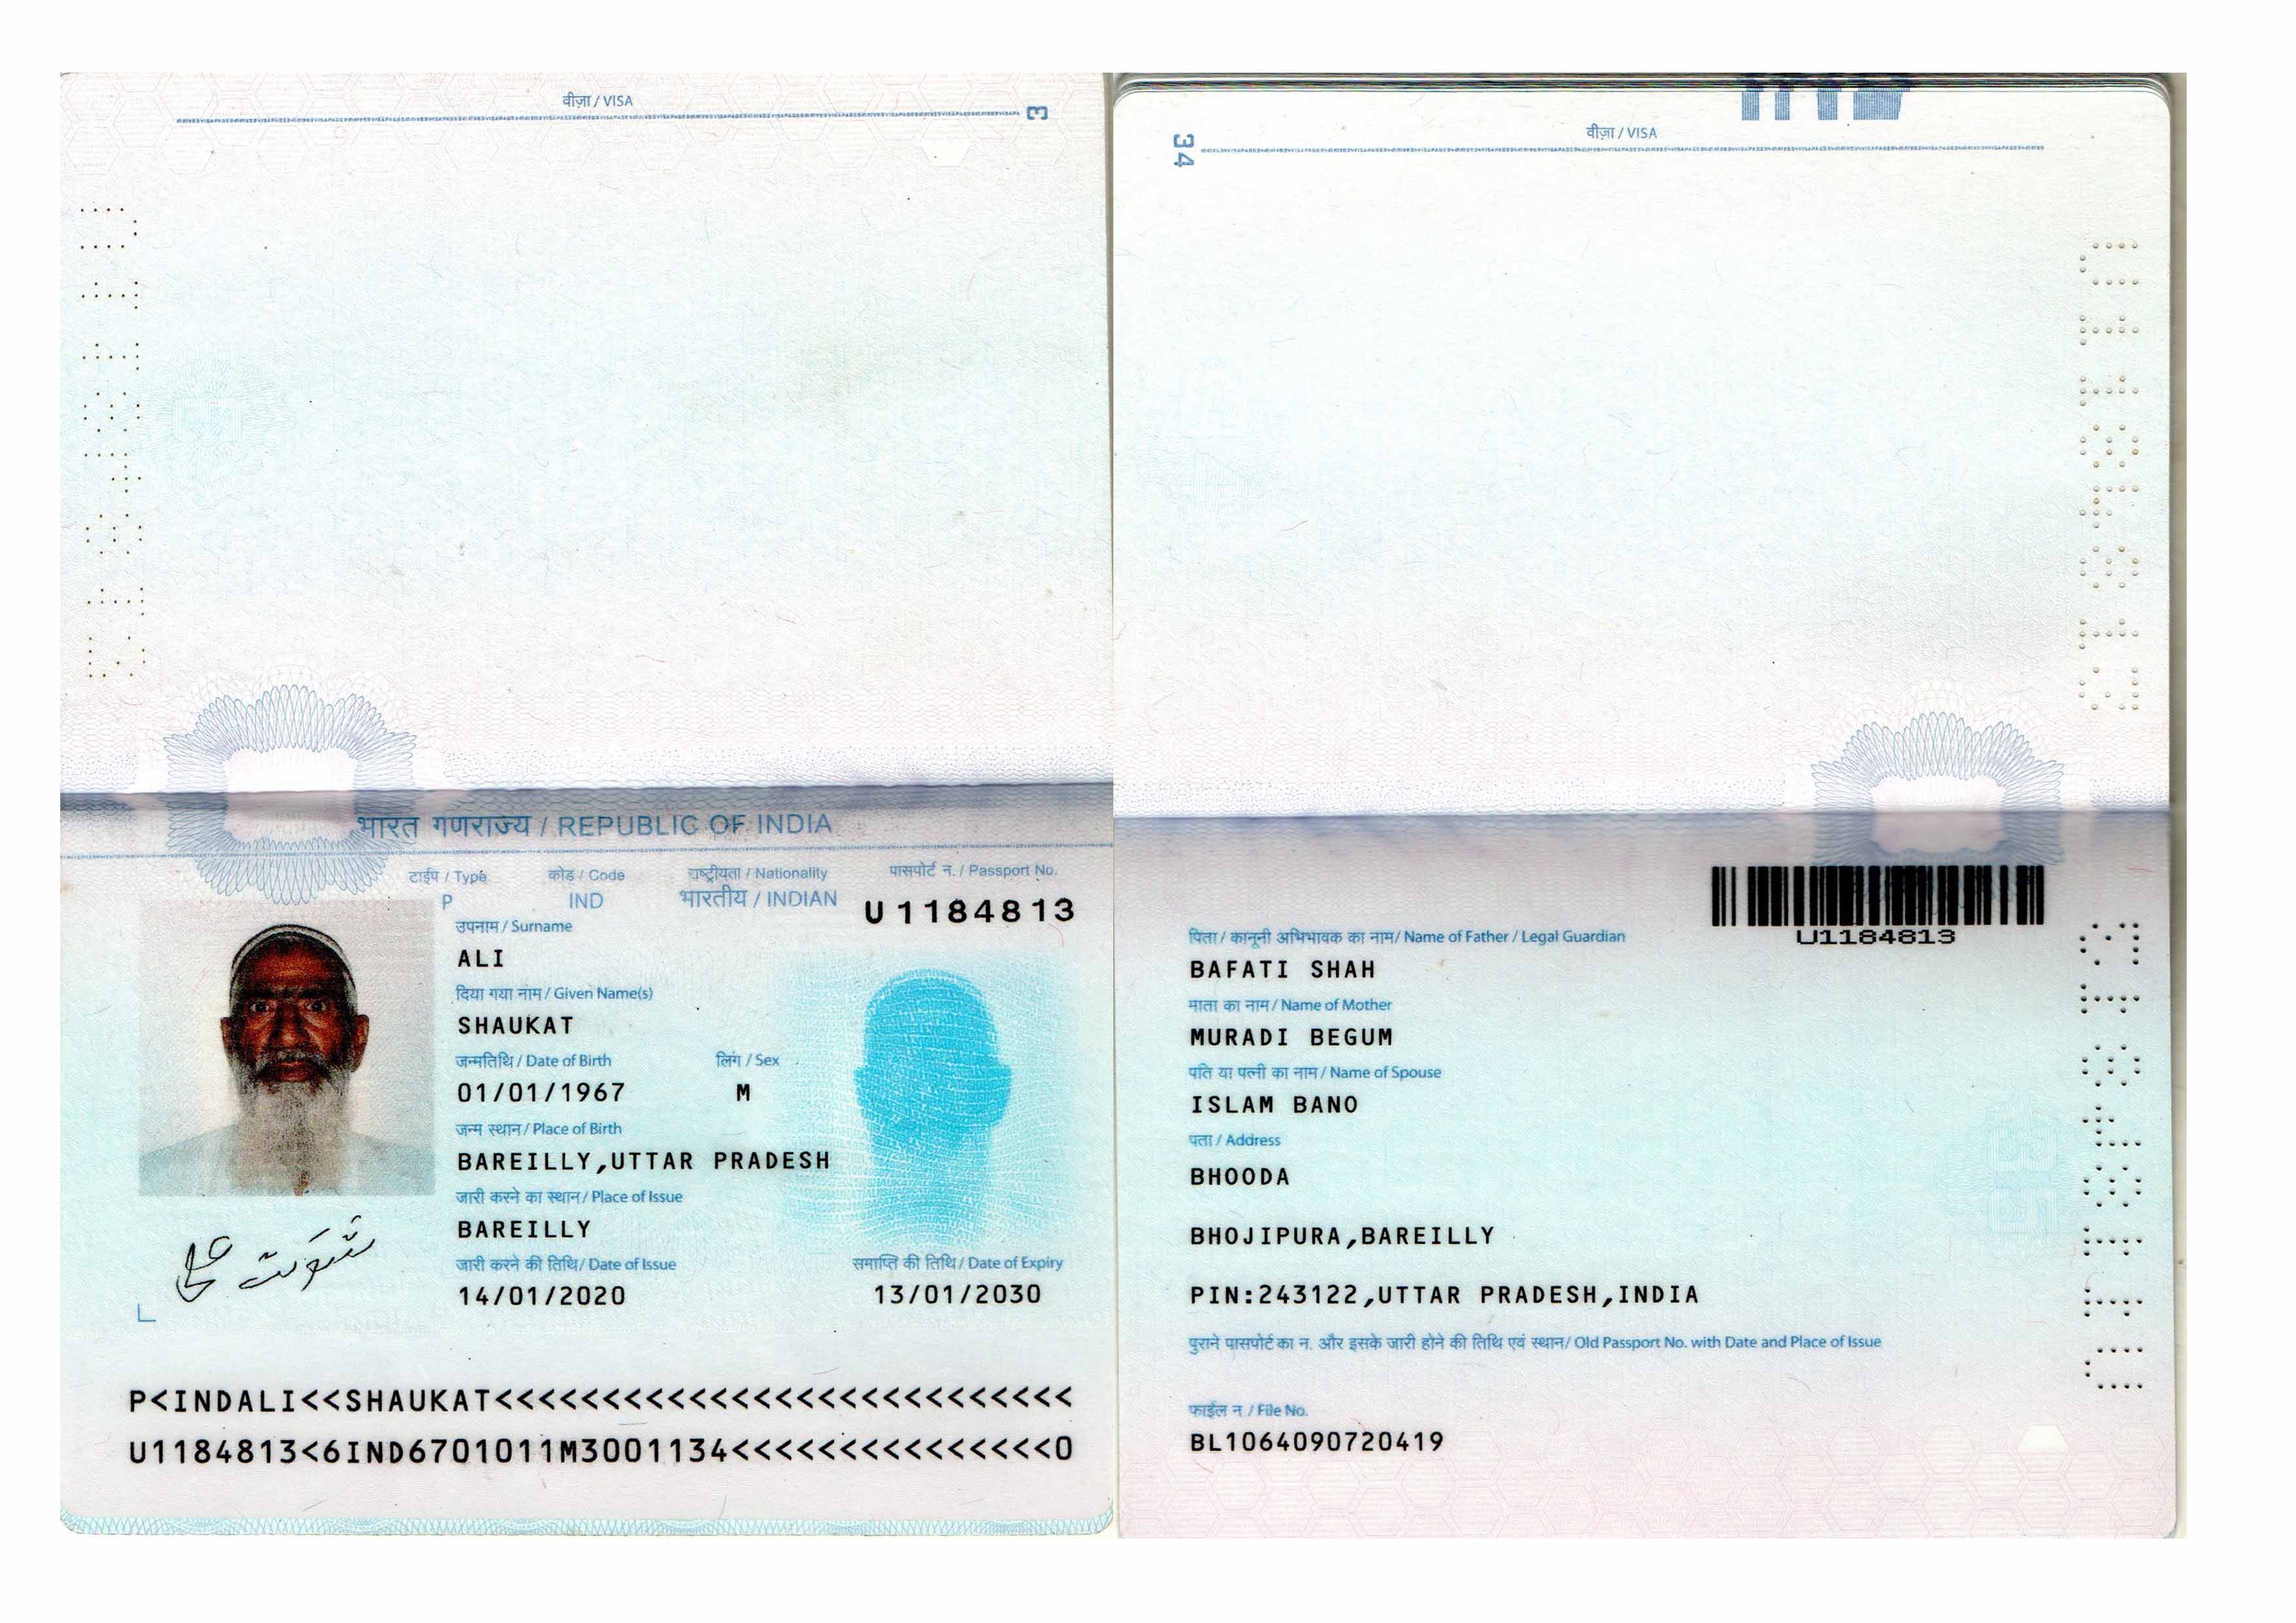 वीज़ा / VISA
3
भारत गणराज्य / REPUBLIC OF INDIA
टाईप / Type
कोड / Code
राष्ट्रीयता / Nationality
पासपोर्ट न. / Passport No.
P
IND
भारतीय / INDIAN
U1184813
उपनाम / Surname
ALI
दिया गया नाम / Given Name(s)
SHAUKAT
जन्मतिथि / Date of Birth
लिंग / Sex
01/01/1967
M
जन्म स्थान / Place of Birth
BAREILLY,UTTAR PRADESH
जारी करने का स्थान / Place of Issue
BAREILLY
जारी करने की तिथि / Date of Issue
समाप्ति की तिथि / Date of Expiry
14/01/2020
13/01/2030
شوکت علی
P<INDALI<<SHAUKAT<<<<<<<<<<<<<<<<<<<<<<<<<<<
U1184813<6IND6701011M3001134<<<<<<<<<<<<<<<0
34
वीज़ा / VISA
U1184813
पिता / कानूनी अभिभावक का नाम / Name of Father / Legal Guardian
BAFATI SHAH
माता का नाम / Name of Mother
MURADI BEGUM
पति या पत्नी का नाम / Name of Spouse
ISLAM BANO
पता / Address
BHOODA
BHOJIPURA,BAREILLY
PIN:243122,UTTAR PRADESH,INDIA
पुराने पासपोर्ट का न. और इसके जारी होने की तिथि एवं स्थान / Old Passport No. with Date and Place of Issue
फाईल न / File No.
BL1064090720419
U1184813